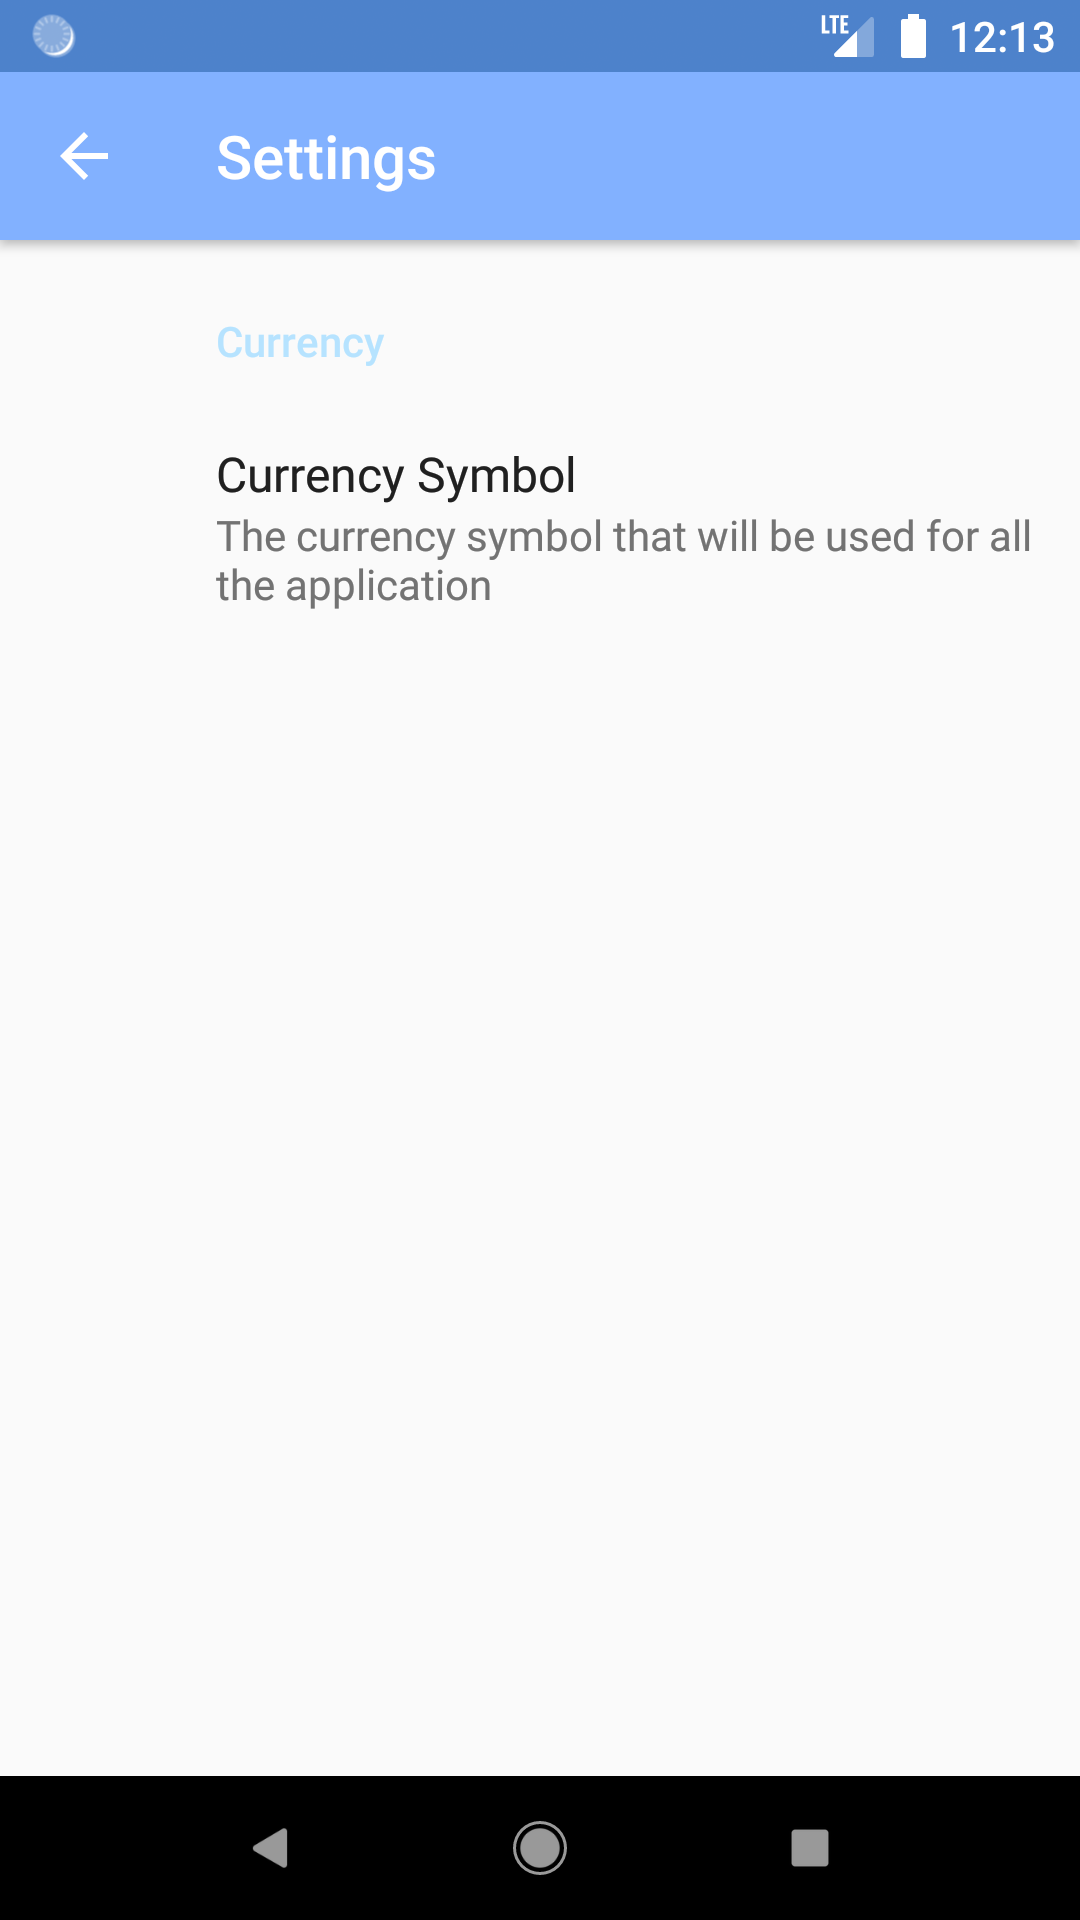 LTE 12:13
Settings
Currency
Currency Symbol
The currency symbol that will be used for all
the application